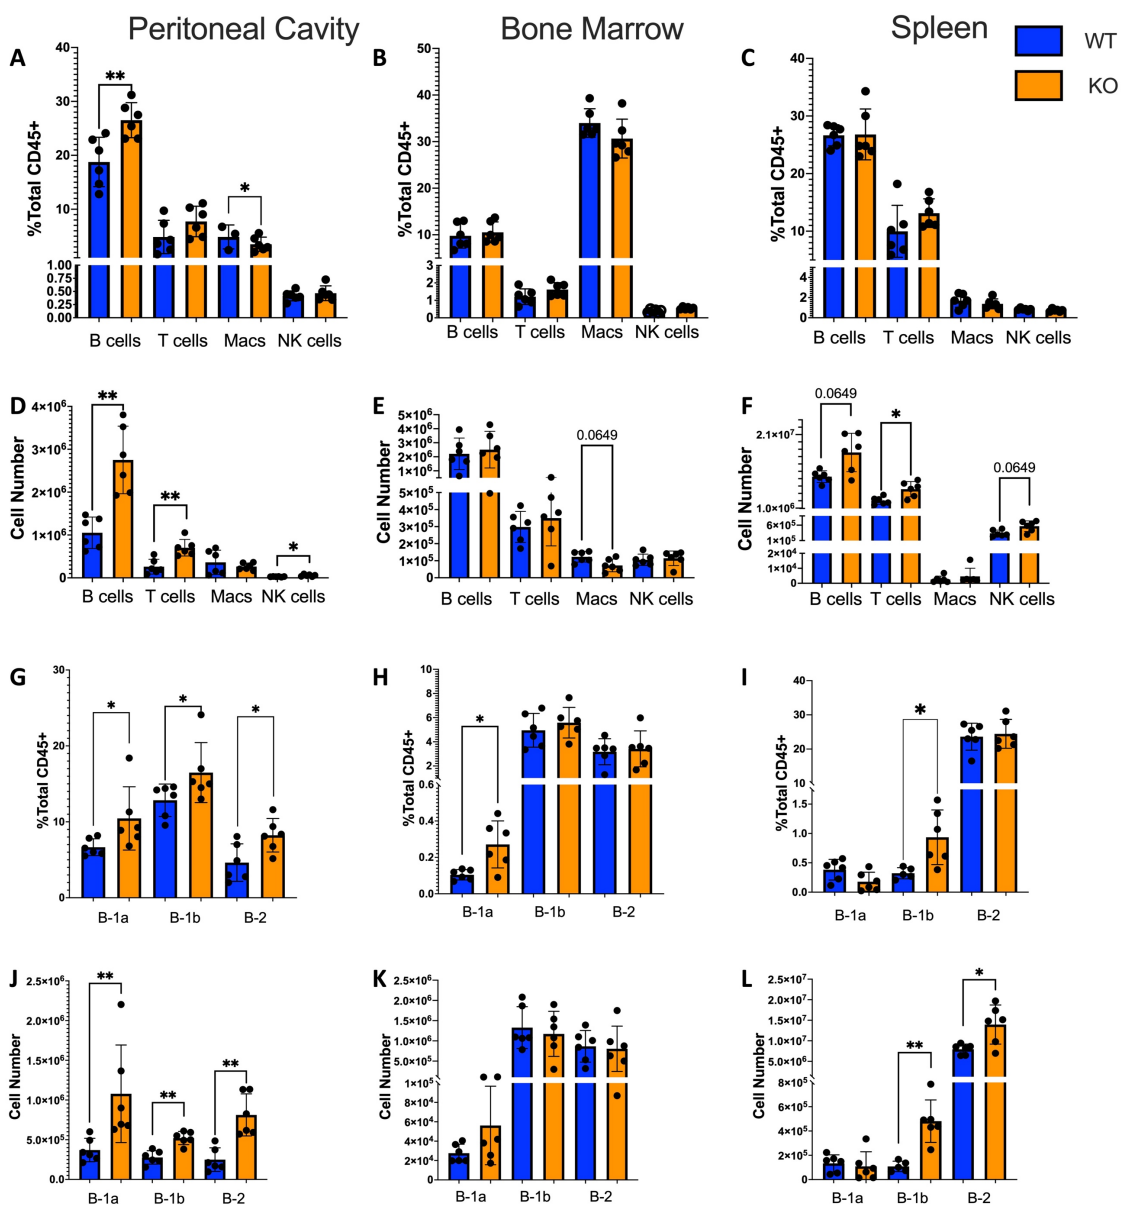 Peritoneal Cavity
Bone Marrow
Spleen
WT
KO
A
%Total CD45+
40
30
20
10
1.00
0.75
0.50
0.25
0.00
**
*
B cells T cells Macs NK cells
B
%Total CD45+
50
40
30
20
10
3
2
1
0
B cells T cells Macs NK cells
C
%Total CD45+
40
30
20
10
4
2
0
B cells T cells Macs NK cells
D
Cell Number
4×10⁶
3×10⁶
2×10⁶
1×10⁶
0
**
**
*
B cells T cells Macs NK cells
E
Cell Number
5×10⁶
4×10⁶
3×10⁶
2×10⁶
1×10⁶
5×10⁵
4×10⁵
3×10⁵
2×10⁵
1×10⁵
0
0.0649
B cells T cells Macs NK cells
F
Cell Number
2.1×10⁷
1.0×10⁶
6×10⁵
1×10⁵
2×10⁴
1×10⁴
0
0.0649
*
0.0649
B cells T cells Macs NK cells
G
%Total CD45+
30
20
10
0
*
*
*
B-1a B-1b B-2
H
%Total CD45+
10
8
6
4
2
0.6
0.4
0.2
0.0
*
B-1a B-1b B-2
I
%Total CD45+
40
30
20
10
1.5
1.0
0.5
0.0
*
B-1a B-1b B-2
J
Cell Number
2.5×10⁶
2.0×10⁶
1.5×10⁶
1.0×10⁶
5.0×10⁵
0.0
**
**
**
B-1a B-1b B-2
K
Cell Number
2.5×10⁶
2.0×10⁶
1.5×10⁶
1.0×10⁶
5.0×10⁵
1×10⁵
8×10⁴
6×10⁴
4×10⁴
2×10⁴
0
B-1a B-1b B-2
L
Cell Number
2.5×10⁷
2.0×10⁷
1.5×10⁷
1.0×10⁷
5.0×10⁶
8×10⁵
6×10⁵
4×10⁵
2×10⁵
0
**
*
B-1a B-1b B-2